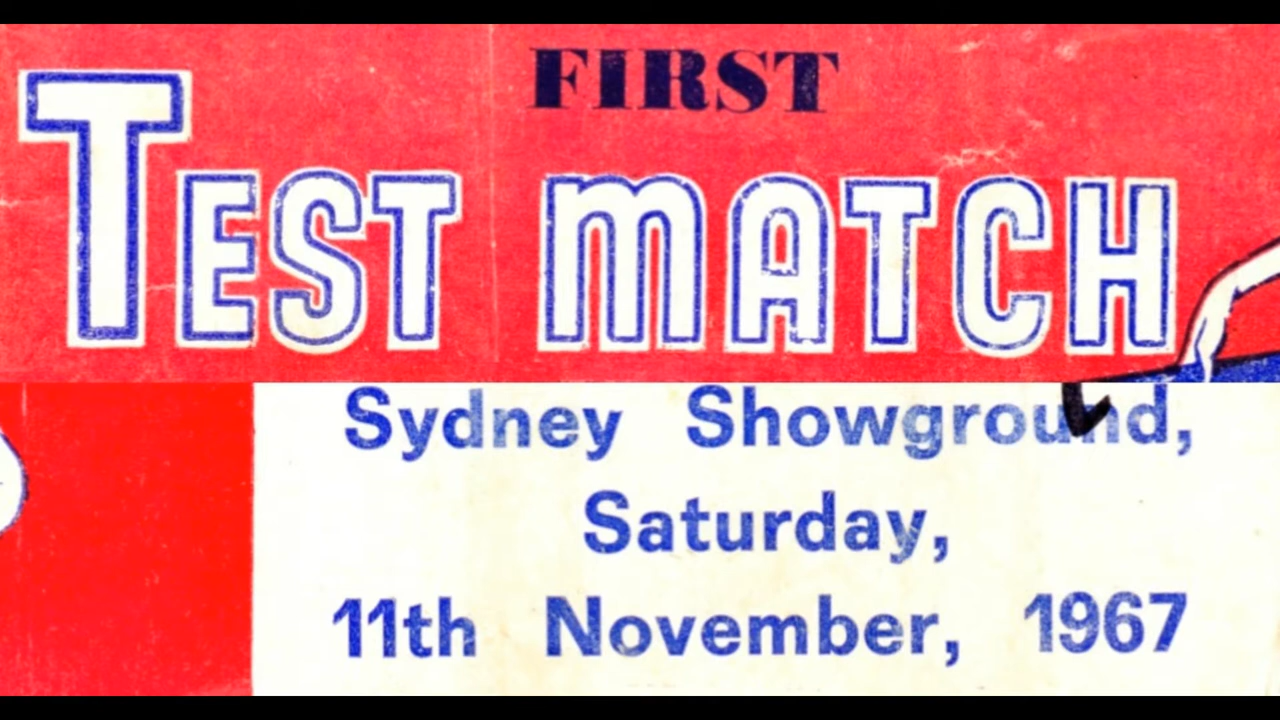 FIRST
TEST MATCH
Sydney Showground,
Saturday,
11th November, 1967